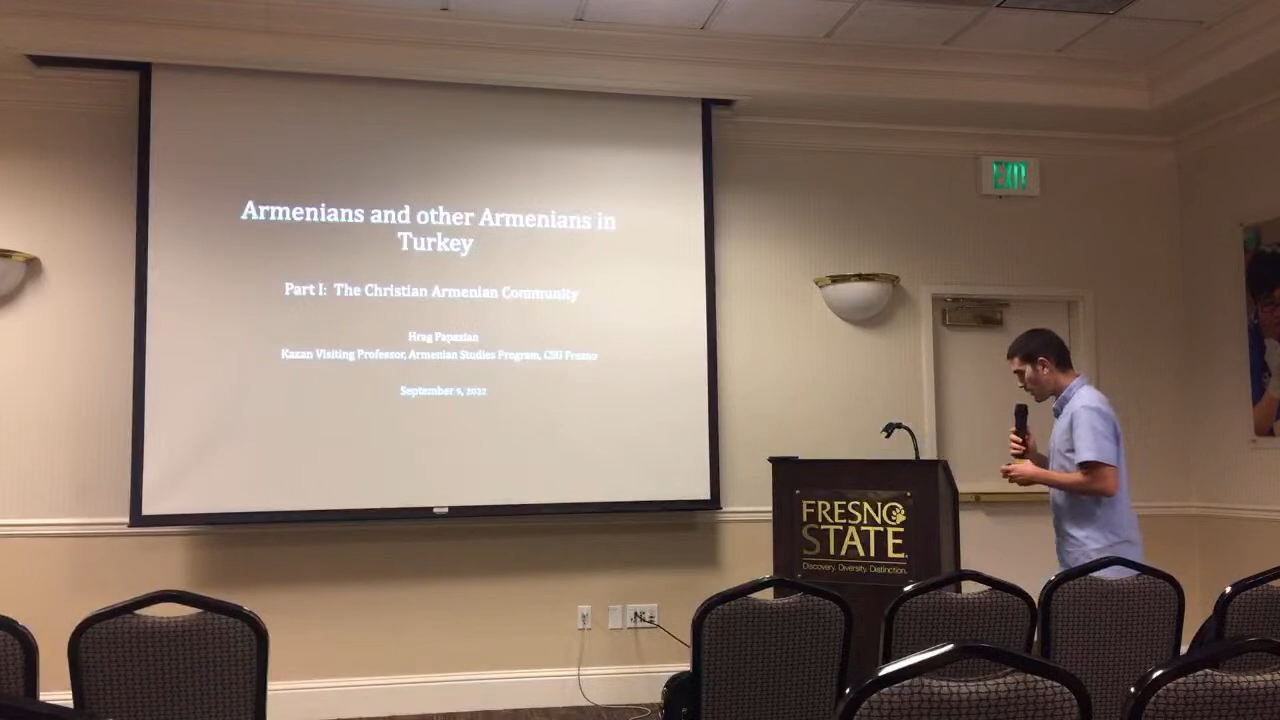 Armenians and other Armenians in
Turkey
Part I: The Christian Armenian Community
Hrag Papazian
Kazan Visiting Professor, Armenian Studies Program, CSU Fresno
September 9, 2022
EXIT
FRESNO
STATE
Discovery. Diversity. Distinction.